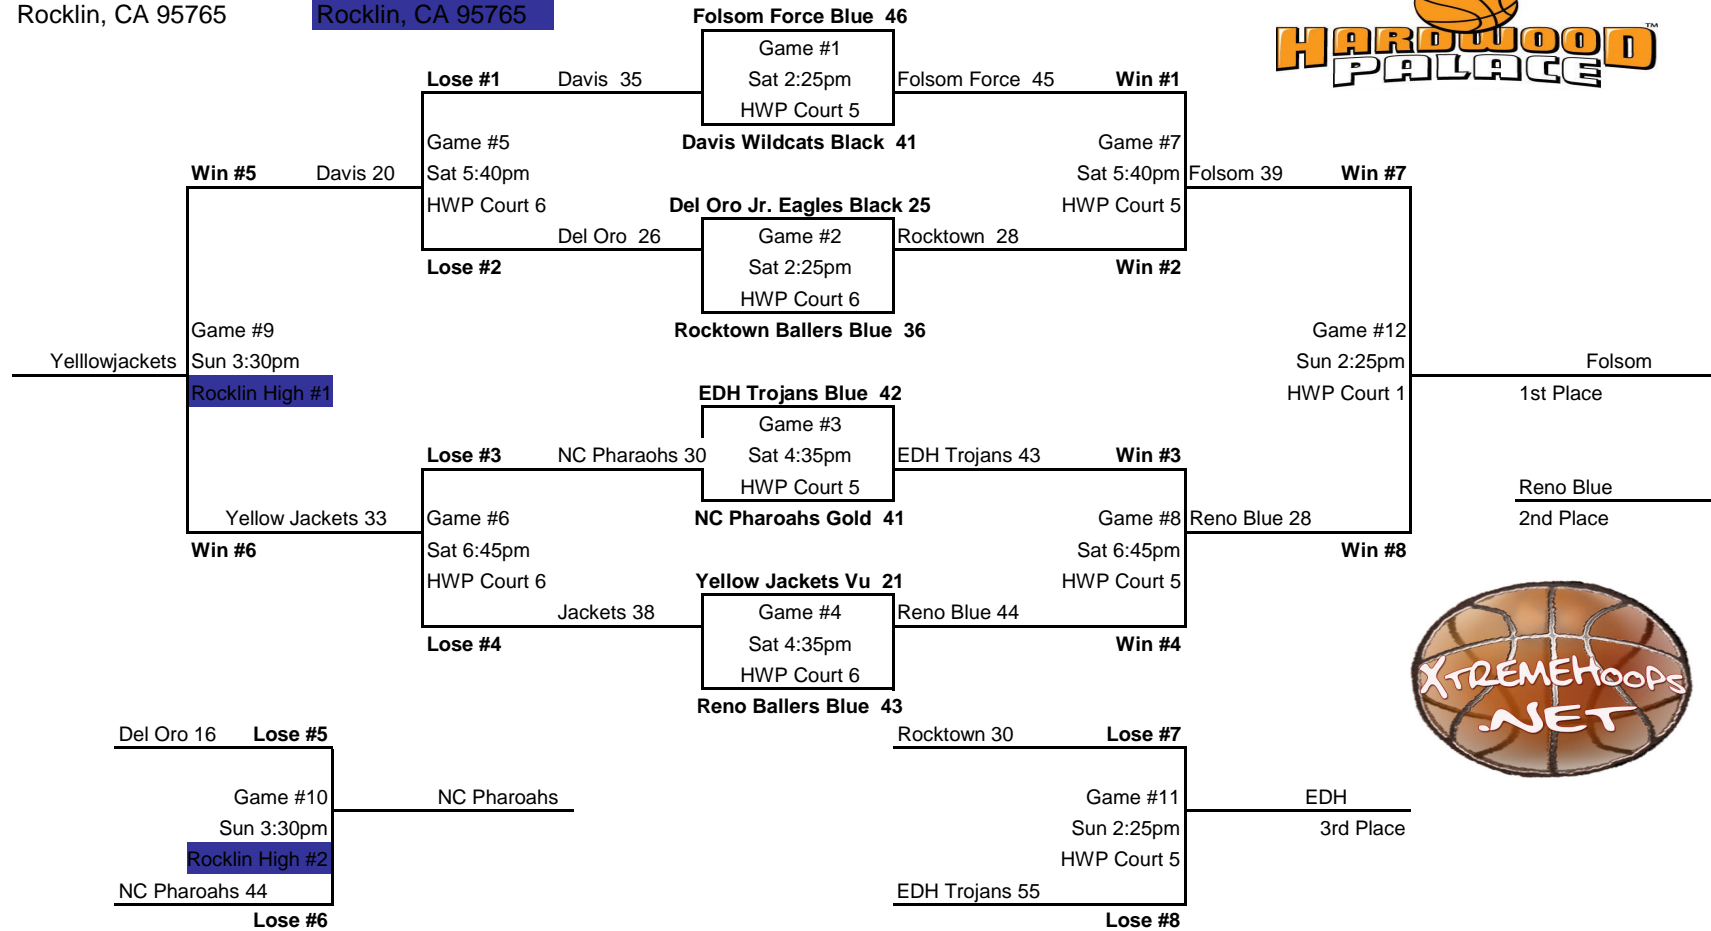 Rocklin, CA 95765
Rocklin, CA 95765
Folsom Force Blue  46
HARDWOOD
PALACE
TM
Game #1
Lose #1
Davis  35
Sat 2:25pm
Folsom Force  45
Win #1
HWP Court 5
Game #5
Davis Wildcats Black  41
Game #7
Win #5
Davis 20
Sat 5:40pm
Sat 5:40pm
Folsom 39
Win #7
HWP Court 6
Del Oro Jr. Eagles Black 25
HWP Court 5
Del Oro  26
Game #2
Rocktown  28
Lose #2
Sat 2:25pm
Win #2
HWP Court 6
Game #9
Rocktown Ballers Blue  36
Game #12
Yelllowjackets
Sun 3:30pm
Sun 2:25pm
Folsom
Rocklin High #1
EDH Trojans Blue  42
HWP Court 1
1st Place
Game #3
Lose #3
NC Pharaohs 30
Sat 4:35pm
EDH Trojans 43
Win #3
HWP Court 5
Reno Blue
Yellow Jackets 33
Game #6
NC Pharoahs Gold  41
Game #8
Reno Blue 28
2nd Place
Win #6
Sat 6:45pm
Sat 6:45pm
Win #8
HWP Court 6
Yellow Jackets Vu  21
HWP Court 5
Jackets 38
Game #4
Reno Blue 44
Lose #4
Sat 4:35pm
Win #4
HWP Court 6
XTREMEHOOPS
.NET
Reno Ballers Blue  43
Del Oro 16
Lose #5
Rocktown 30
Lose #7
Game #10
NC Pharoahs
Game #11
EDH
Sun 3:30pm
Sun 2:25pm
3rd Place
Rocklin High #2
HWP Court 5
NC Pharoahs 44
EDH Trojans 55
Lose #6
Lose #8